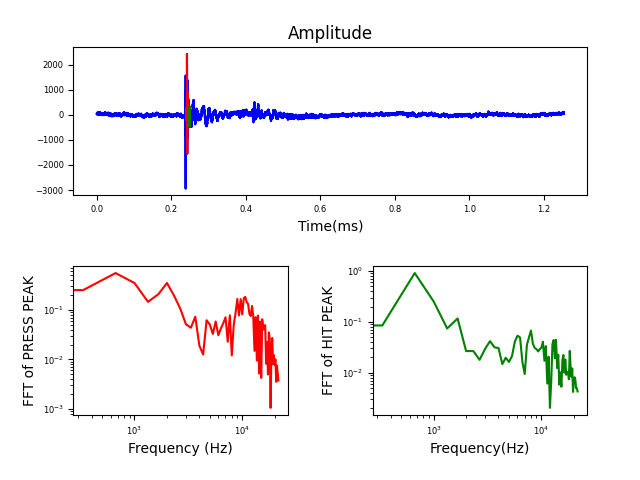 Amplitude
2000
1000
0
−1000
−2000
−3000
0.0 0.2 0.4 0.6 0.8 1.0 1.2
Time(ms)
FFT of PRESS PEAK
10⁻¹
10⁻²
10⁻³
10³ 10⁴
Frequency (Hz)
FFT of HIT PEAK
10⁰
10⁻¹
10⁻²
10³ 10⁴
Frequency(Hz)